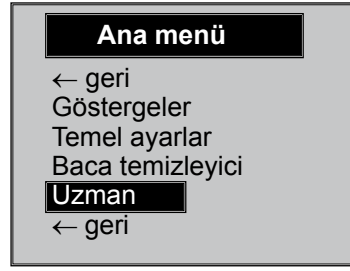 Ana menü
← geri
Göstergeler
Temel ayarlar
Baca temizleyici
Uzman
← geri